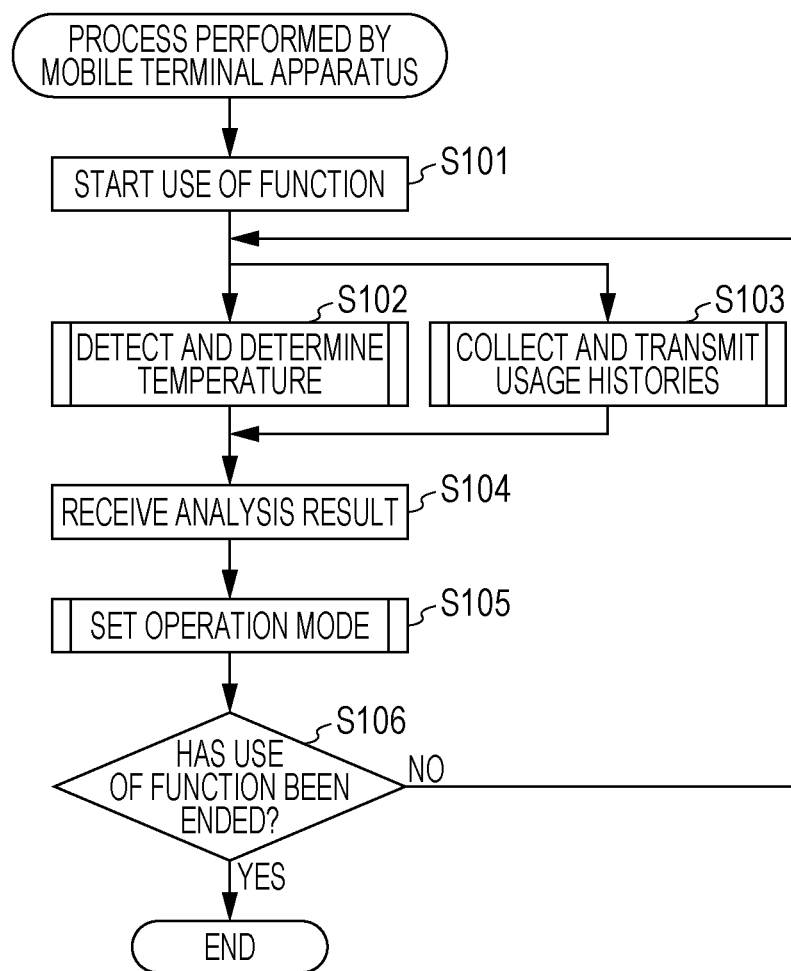 PROCESS PERFORMED BY
MOBILE TERMINAL APPARATUS
START USE OF FUNCTION
S101
DETECT AND DETERMINE
TEMPERATURE
S102
COLLECT AND TRANSMIT
USAGE HISTORIES
S103
RECEIVE ANALYSIS RESULT
S104
SET OPERATION MODE
S105
HAS USE
OF FUNCTION BEEN
ENDED?
S106
NO
YES
END